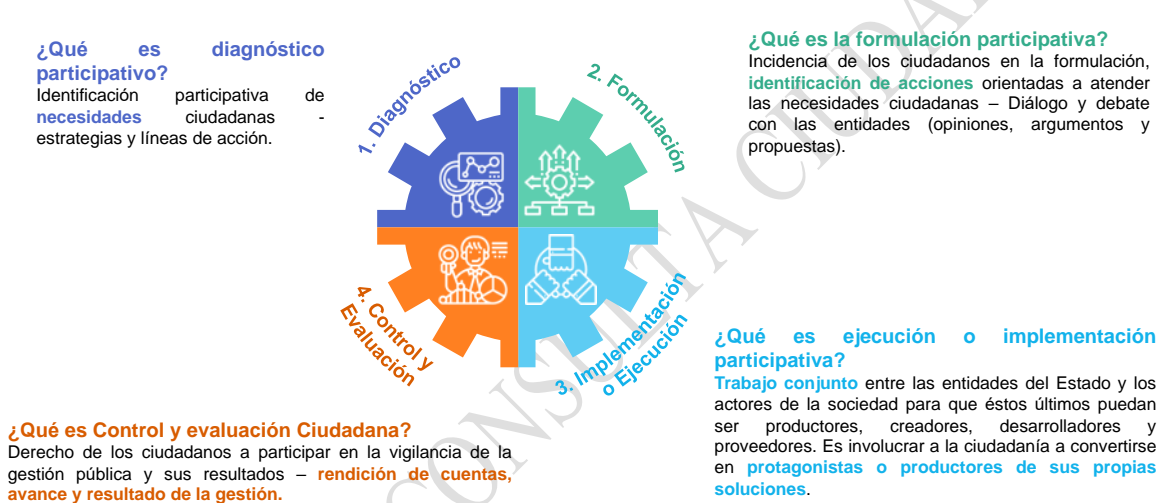 ¿Qué es diagnóstico
participativo?
Identificación participativa de
necesidades ciudadanas -
estrategias y líneas de acción.
1. Diagnóstico
2. Formulación
¿Qué es la formulación participativa?
Incidencia de los ciudadanos en la formulación,
identificación de acciones orientadas a atender
las necesidades ciudadanas – Diálogo y debate
con las entidades (opiniones, argumentos y
propuestas).
4. Control y
Evaluación
3. Implementación
o Ejecución
¿Qué es ejecución o implementación
participativa?
Trabajo conjunto entre las entidades del Estado y los
actores de la sociedad para que éstos últimos puedan
ser productores, creadores, desarrolladores y
proveedores. Es involucrar a la ciudadanía a convertirse
en protagonistas o productores de sus propias
soluciones.
¿Qué es Control y evaluación Ciudadana?
Derecho de los ciudadanos a participar en la vigilancia de la
gestión pública y sus resultados – rendición de cuentas,
avance y resultado de la gestión.
CONSULTA CIUDA